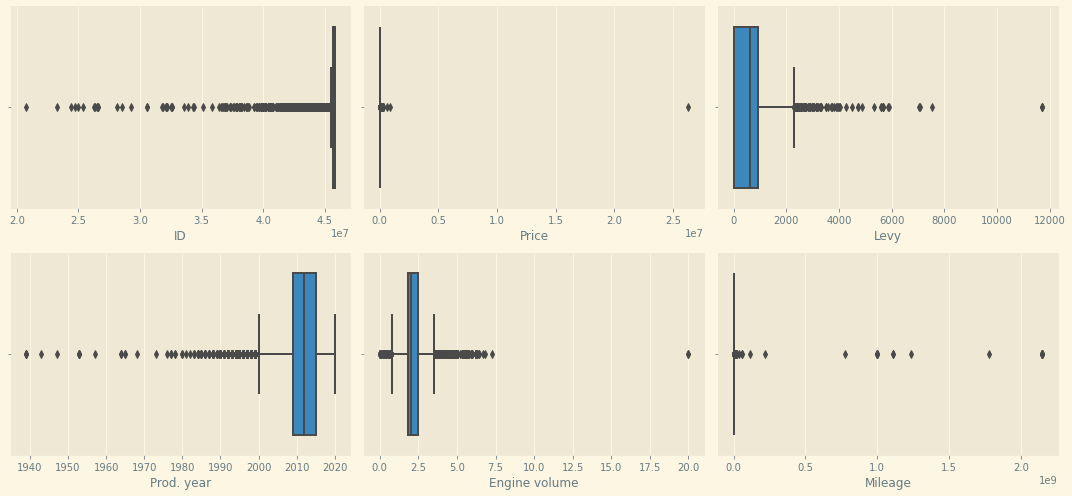 2.0 2.5 3.0 3.5 4.0 4.5
1e7
ID
0.0 0.5 1.0 1.5 2.0 2.5
1e7
Price
0 2000 4000 6000 8000 10000 12000
Levy
1940 1950 1960 1970 1980 1990 2000 2010 2020
Prod. year
0.0 2.5 5.0 7.5 10.0 12.5 15.0 17.5 20.0
Engine volume
0.0 0.5 1.0 1.5 2.0
1e9
Mileage